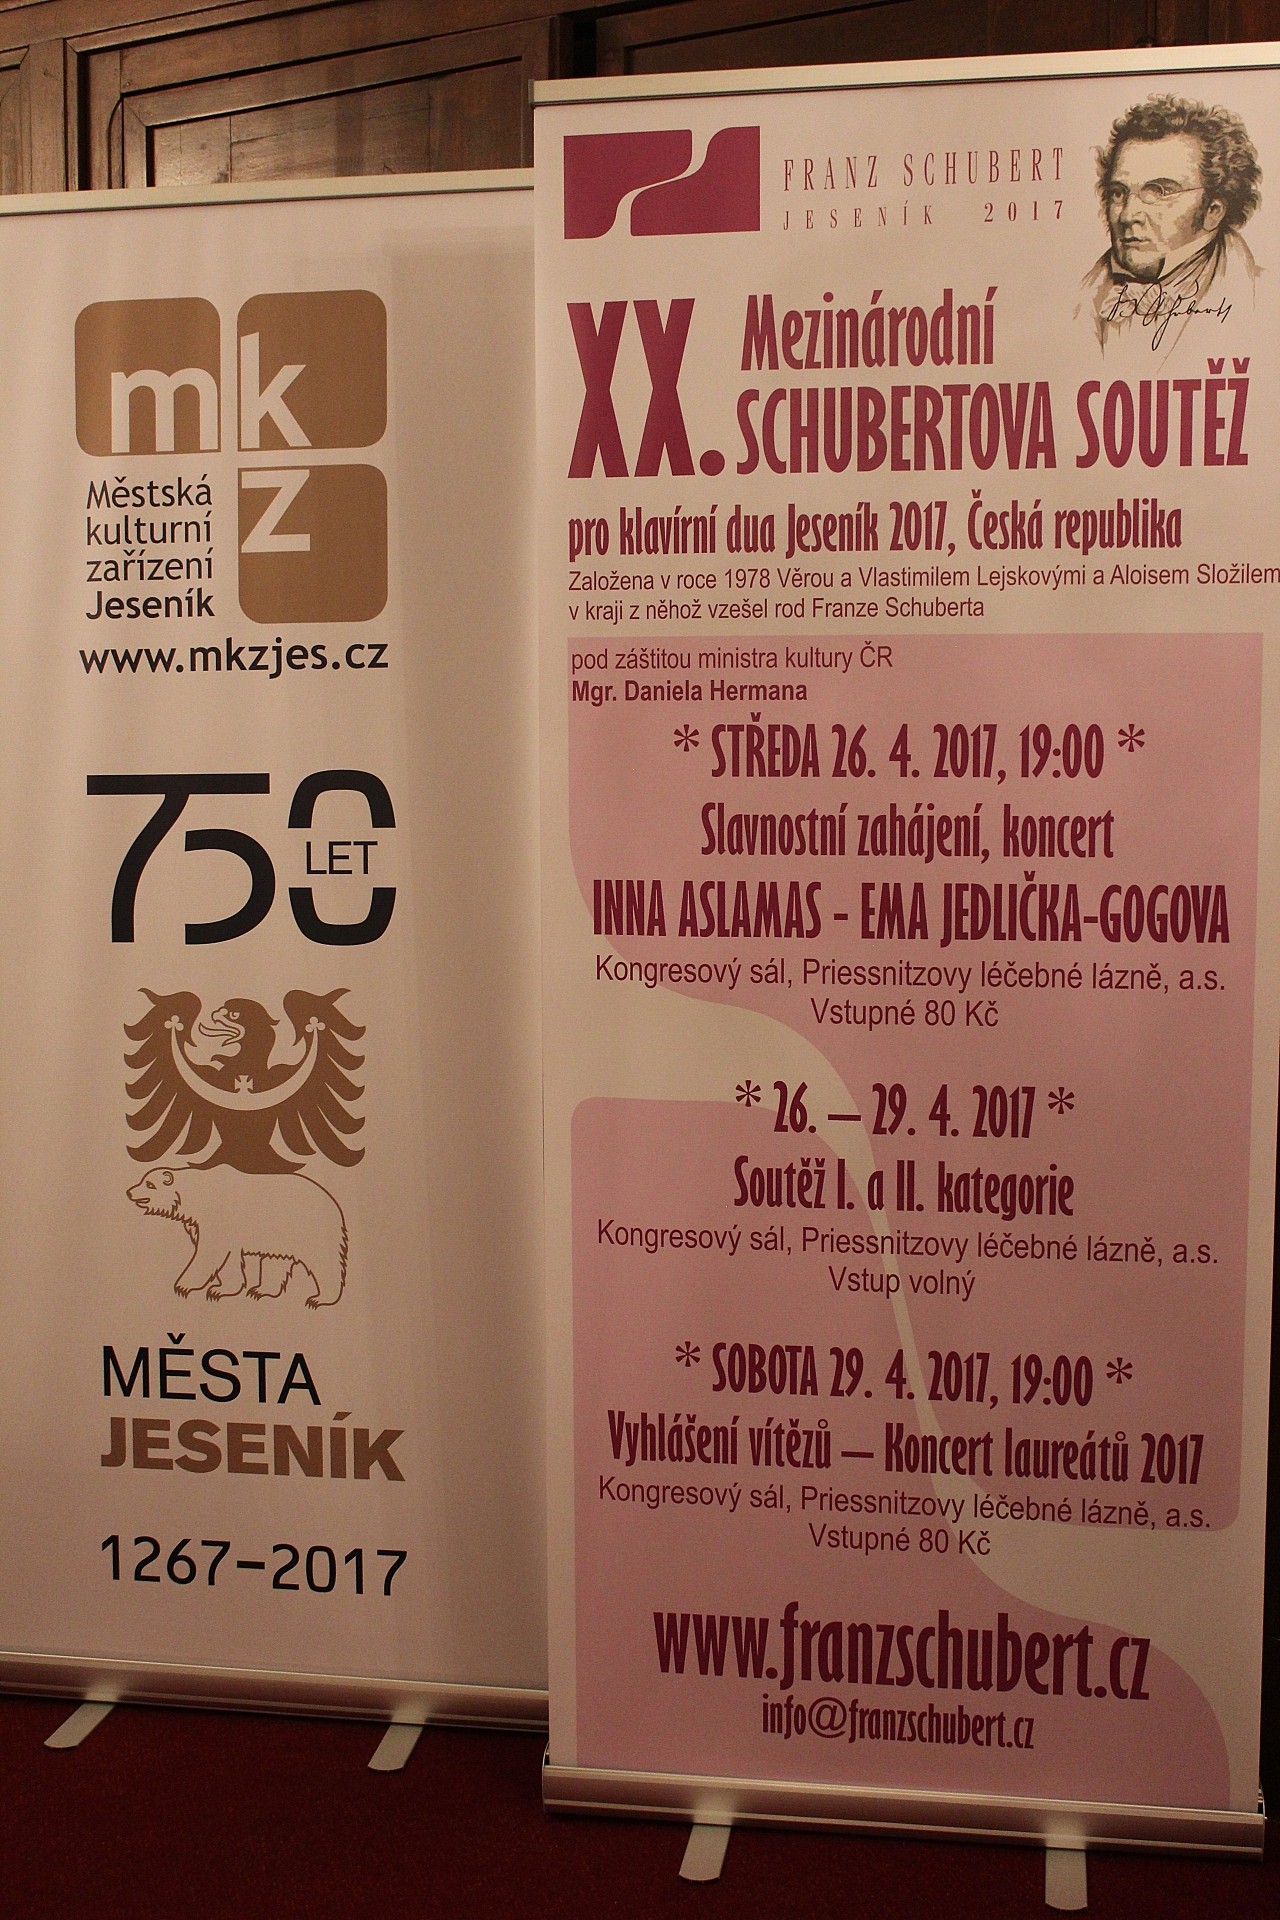 mk
z
Městská
kulturní
zařízení
Jeseník
www.mkzjes.cz
750
LET
MĚSTA
JESENÍK
1267-2017
FRANZ SCHUBERT
JESENÍK 2017
Fr. Schubert
XX. Mezinárodní
SCHUBERTOVA SOUTĚŽ
pro klavírní dua Jeseník 2017, Česká republika
Založena v roce 1978 Věrou a Vlastimilem Lejskovými a Aloisem Složilem
v kraji z něhož vzešel rod Franze Schuberta
pod záštitou ministra kultury ČR
Mgr. Daniela Hermana
* STŘEDA 26. 4. 2017, 19:00 *
Slavnostní zahájení, koncert
INNA ASLAMAS - EMA JEDLIČKA-GOGOVA
Kongresový sál, Priessnitzovy léčebné lázně, a.s.
Vstupné 80 Kč
* 26. — 29. 4. 2017 *
Soutěž I. a II. kategorie
Kongresový sál, Priessnitzovy léčebné lázně, a.s.
Vstup volný
* SOBOTA 29. 4. 2017, 19:00 *
Vyhlášení vítězů — Koncert laureátů 2017
Kongresový sál, Priessnitzovy léčebné lázně, a.s.
Vstupné 80 Kč
www.franzschubert.cz
info@franzschubert.cz